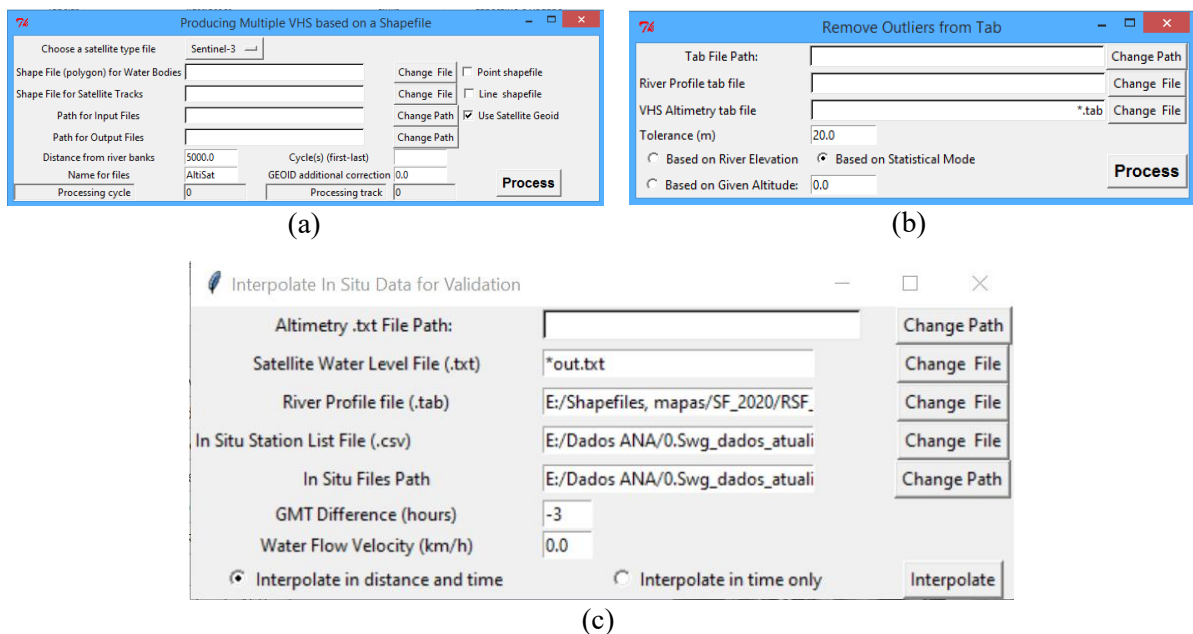 Producing Multiple VHS based on a Shapefile
Choose a satellite type file Sentinel-3
Shape File (polygon) for Water Bodies Change File Point shapefile
Shape File for Satellite Tracks Change File Line shapefile
Path for Input Files Change Path Use Satellite Geoid
Path for Output Files Change Path
Distance from river banks 5000.0 Cycle(s) (first-last)
Name for files AltiSat GEOID additional correction 0.0 Process
Processing cycle 0 Processing track 0
(a)
Remove Outliers from Tab
Tab File Path: Change Path
River Profile tab file Change File
VHS Altimetry tab file *.tab Change File
Tolerance (m) 20.0
Based on River Elevation Based on Statistical Mode
Based on Given Altitude: 0.0 Process
(b)
Interpolate In Situ Data for Validation
Altimetry .txt File Path: Change Path
Satellite Water Level File (.txt) *out.txt Change File
River Profile file (.tab) E:/Shapefiles, mapas/SF_2020/RSF_ Change File
In Situ Station List File (.csv) E:/Dados ANA/0.Swg_dados_atuali Change File
In Situ Files Path E:/Dados ANA/0.Swg_dados_atuali Change Path
GMT Difference (hours) -3
Water Flow Velocity (km/h) 0.0
Interpolate in distance and time Interpolate in time only Interpolate
(c)